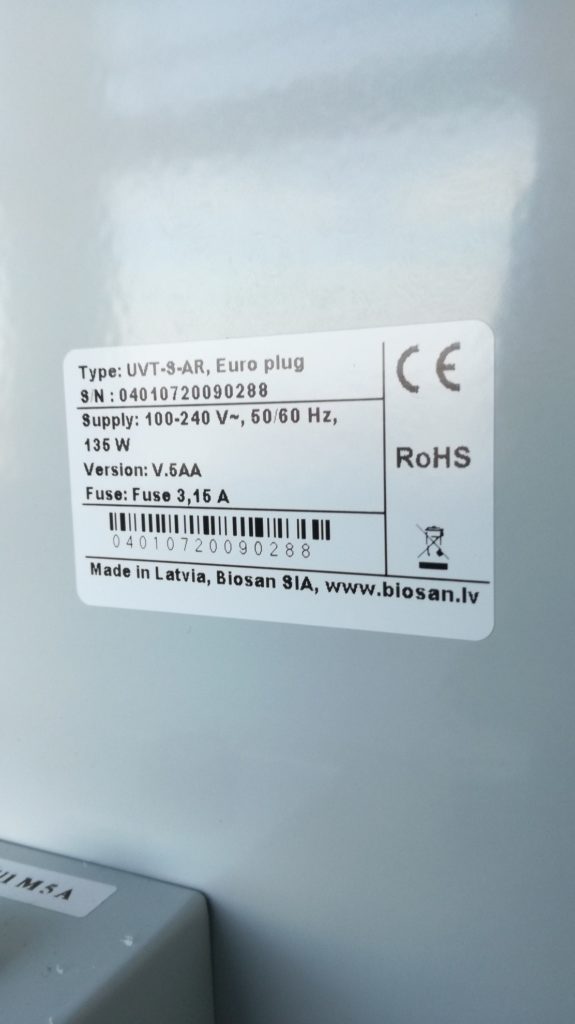 Type: UVT-S-AR, Euro plug
S/N : 04010720090288
Supply: 100-240 V~, 50/60 Hz,
135 W
Version: V.5AA
Fuse: Fuse 3,15 A
04010720090288
Made in Latvia, Biosan SIA, www.biosan.lv
CE
RoHS
M5A